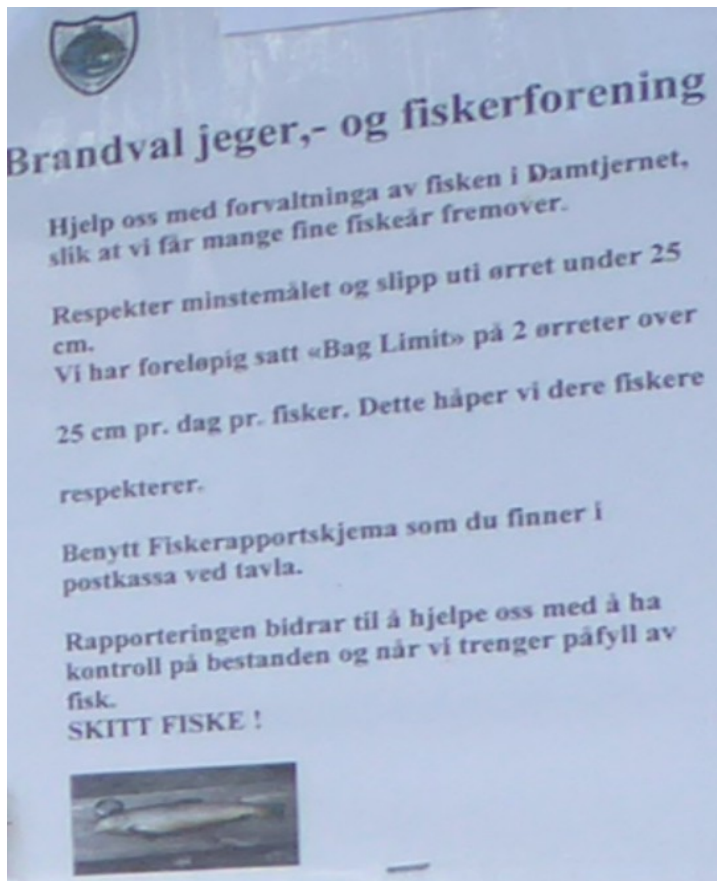 Brandval jeger,- og fiskerforening
Hjelp oss med forvaltninga av fisken i Damtjernet,
slik at vi får mange fine fiskeår fremover.
Respekter minstemålet og slipp uti ørret under 25
cm.
Vi har foreløpig satt «Bag Limit» på 2 ørreter over
25 cm pr. dag pr. fisker. Dette håper vi dere fiskere
respekterer.
Benytt Fiskerapportskjema som du finner i
postkassa ved tavla.
Rapporteringen bidrar til å hjelpe oss med å ha
kontroll på bestanden og når vi trenger påfyll av
fisk.
SKITT FISKE !